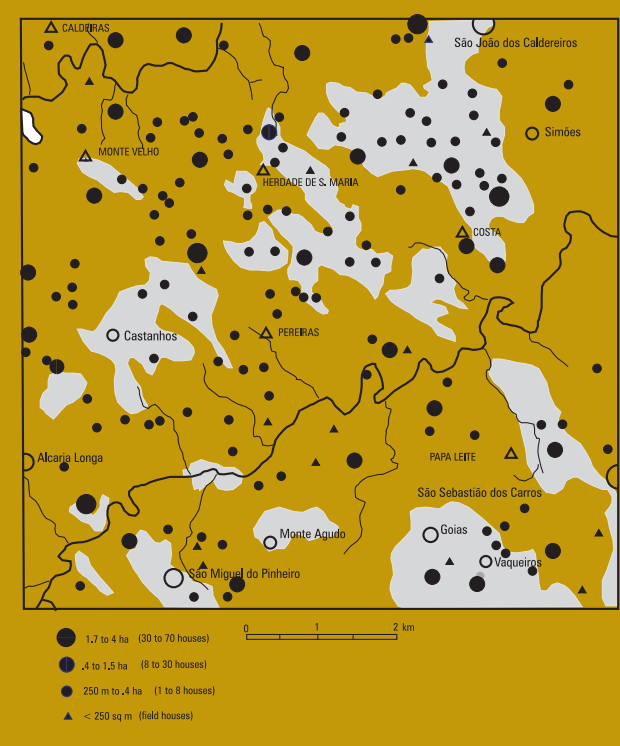 CALDEIRAS
São João dos Caldereiros
Simões
MONTE VELHO
HERDADE DE S. MARIA
COSTA
PEREIRAS
Castanhos
Alcaria Longa
PAPA LEITE
São Sebastião dos Carros
Monte Agudo
Goias
Vaqueiros
São Miguel do Pinheiro
0 1 2 km
1.7 to 4 ha (30 to 70 houses)
.4 to 1.5 ha (8 to 30 houses)
250 m to .4 ha (1 to 8 houses)
< 250 sq m (field houses)